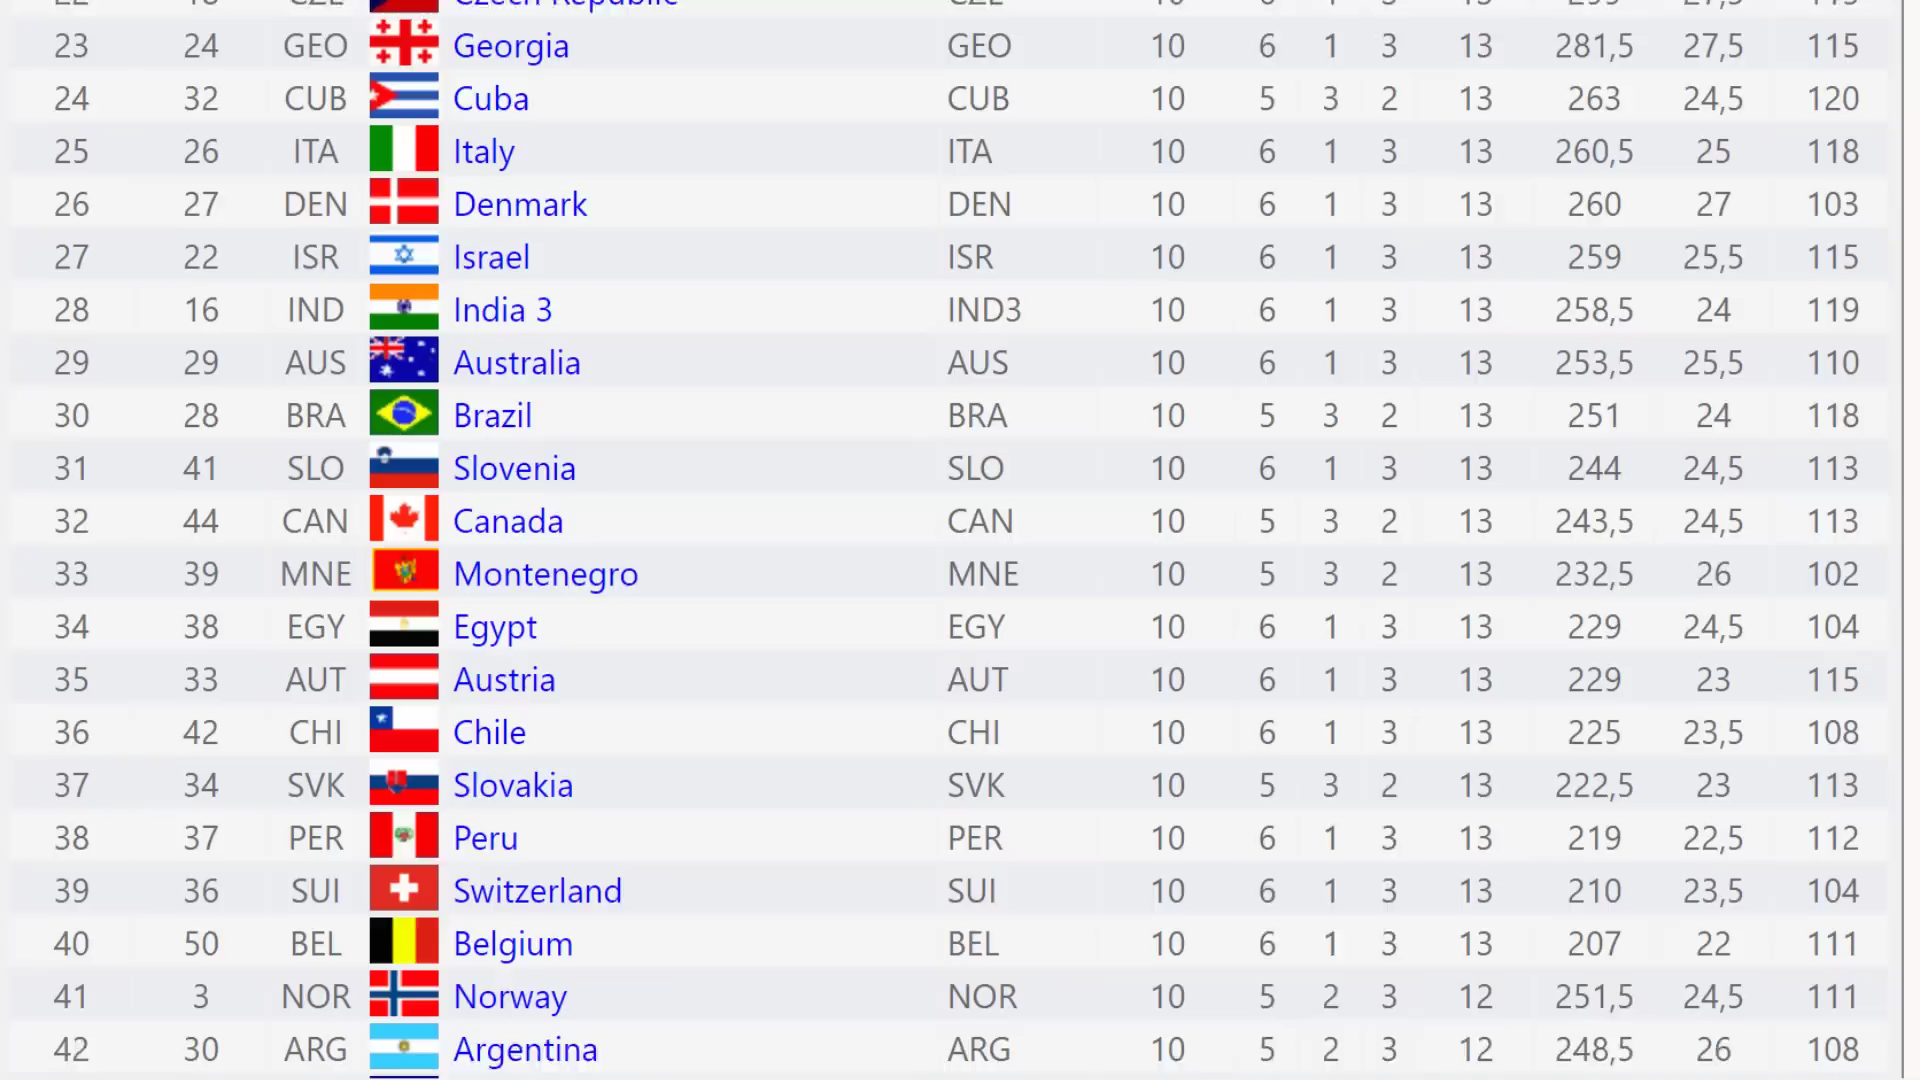 23 24 GEO Georgia GEO 10 6 1 3 13 281,5 27,5 115
24 32 CUB Cuba CUB 10 5 3 2 13 263 24,5 120
25 26 ITA Italy ITA 10 6 1 3 13 260,5 25 118
26 27 DEN Denmark DEN 10 6 1 3 13 260 27 103
27 22 ISR Israel ISR 10 6 1 3 13 259 25,5 115
28 16 IND India 3 IND3 10 6 1 3 13 258,5 24 119
29 29 AUS Australia AUS 10 6 1 3 13 253,5 25,5 110
30 28 BRA Brazil BRA 10 5 3 2 13 251 24 118
31 41 SLO Slovenia SLO 10 6 1 3 13 244 24,5 113
32 44 CAN Canada CAN 10 5 3 2 13 243,5 24,5 113
33 39 MNE Montenegro MNE 10 5 3 2 13 232,5 26 102
34 38 EGY Egypt EGY 10 6 1 3 13 229 24,5 104
35 33 AUT Austria AUT 10 6 1 3 13 229 23 115
36 42 CHI Chile CHI 10 6 1 3 13 225 23,5 108
37 34 SVK Slovakia SVK 10 5 3 2 13 222,5 23 113
38 37 PER Peru PER 10 6 1 3 13 219 22,5 112
39 36 SUI Switzerland SUI 10 6 1 3 13 210 23,5 104
40 50 BEL Belgium BEL 10 6 1 3 13 207 22 111
41 3 NOR Norway NOR 10 5 2 3 12 251,5 24,5 111
42 30 ARG Argentina ARG 10 5 2 3 12 248,5 26 108